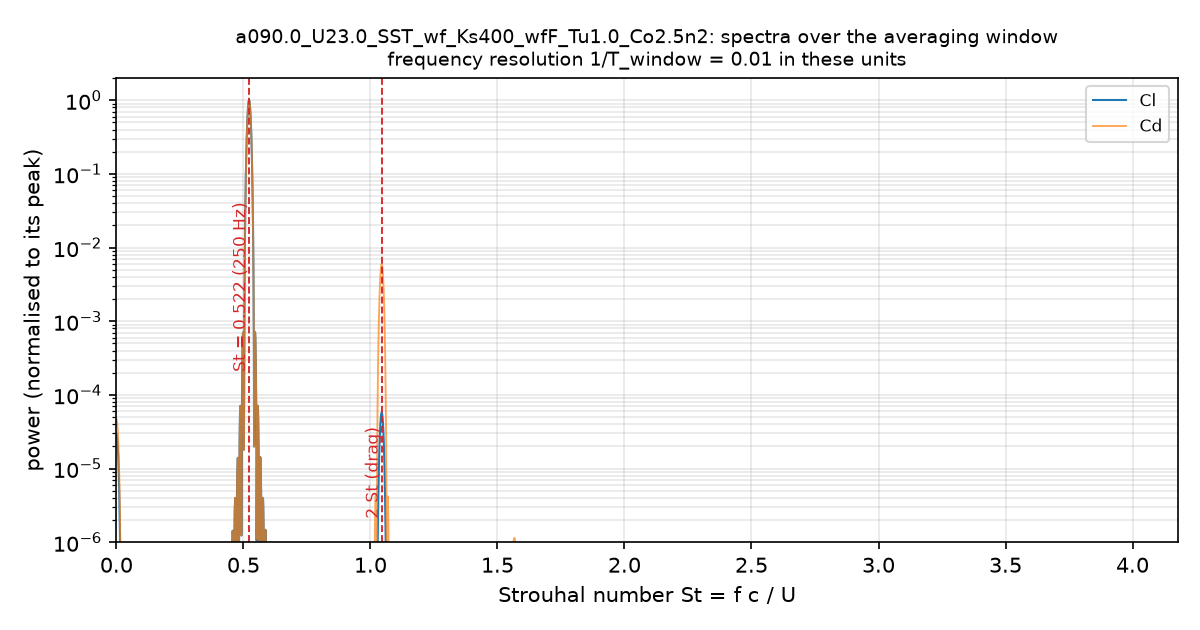 a090.0_U23.0_SST_wf_Ks400_wfF_Tu1.0_Co2.5n2: spectra over the averaging window
frequency resolution 1/T_window = 0.01 in these units
power (normalised to its peak)
10⁰
10⁻¹
10⁻²
10⁻³
10⁻⁴
10⁻⁵
10⁻⁶
St = 0.522 (250 Hz)
2 St (drag)
Cl
Cd
0.0 0.5 1.0 1.5 2.0 2.5 3.0 3.5 4.0
Strouhal number St = f c / U